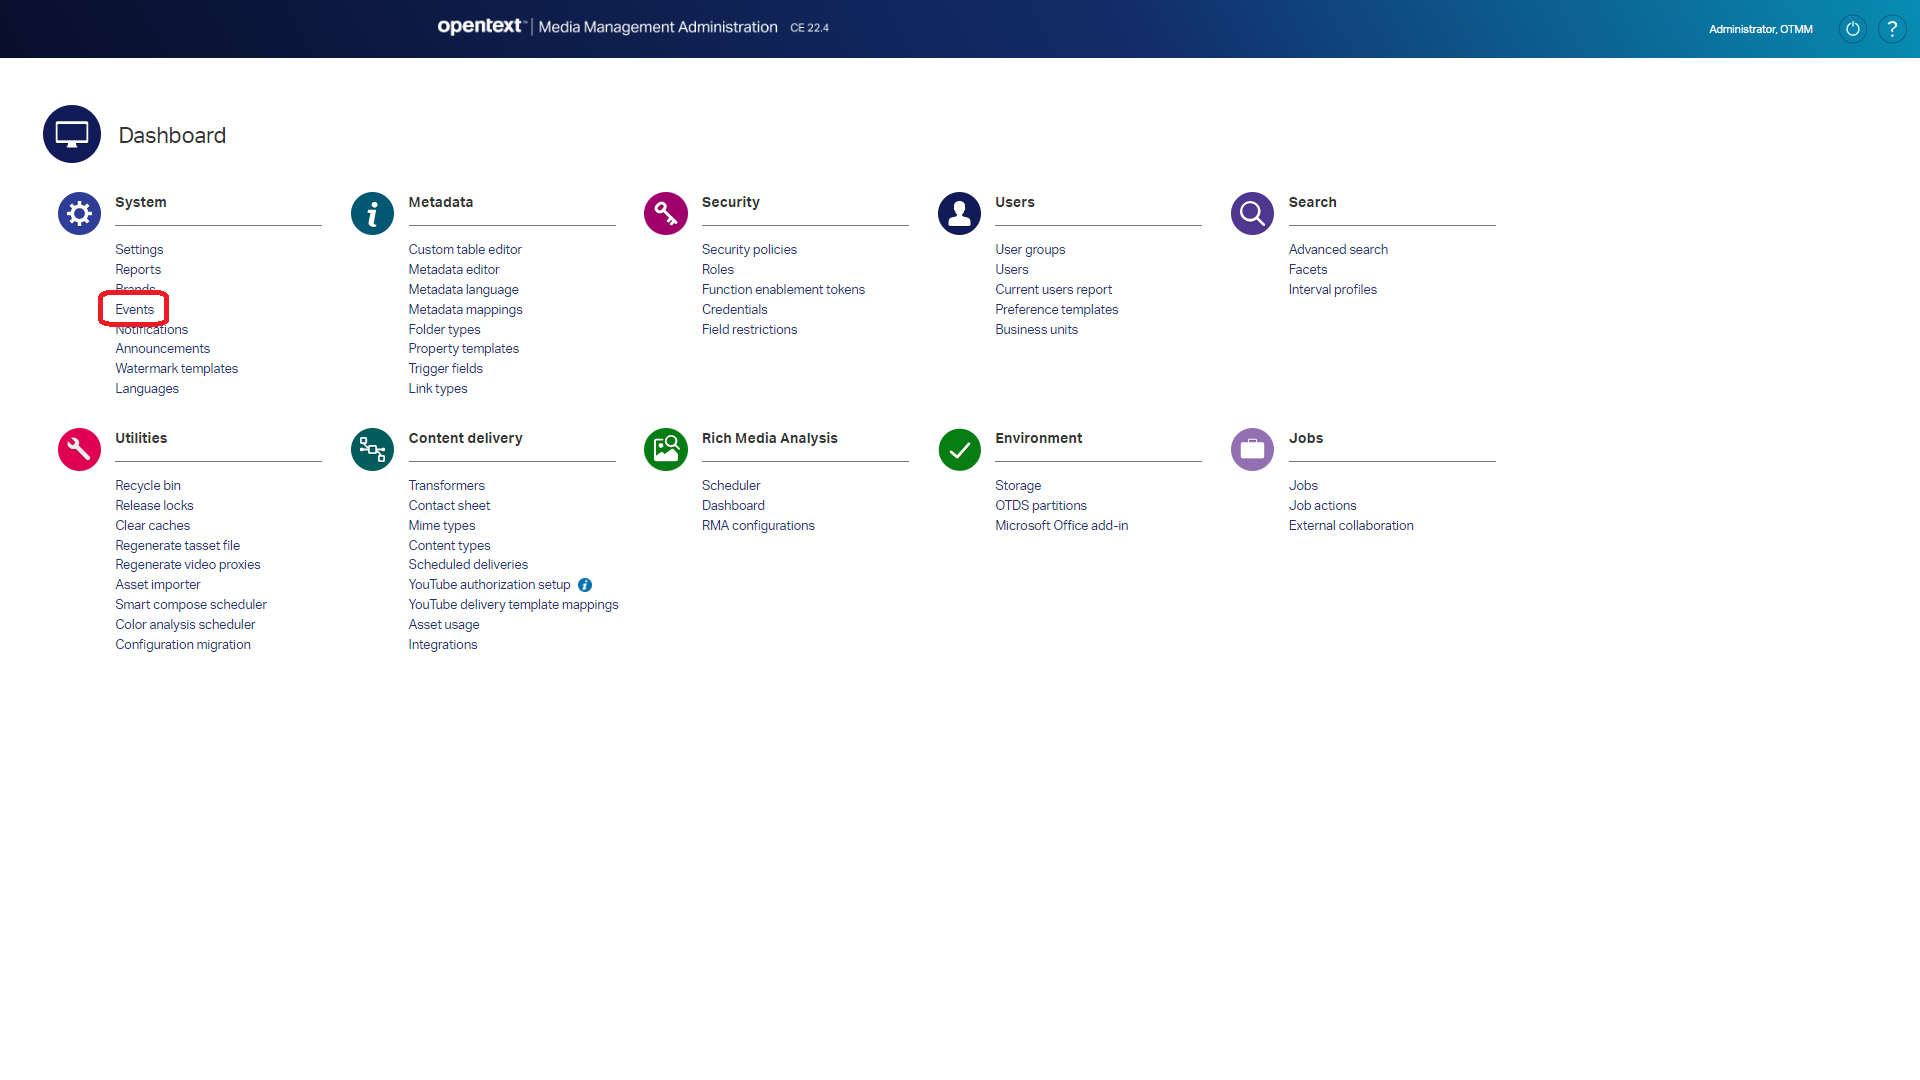 opentext™ | Media Management Administration CE 22.4
Administrator, OTMM
?
Dashboard
System
Settings
Reports
Brands
Events
Notifications
Announcements
Watermark templates
Languages
Metadata
Custom table editor
Metadata editor
Metadata language
Metadata mappings
Folder types
Property templates
Trigger fields
Link types
Security
Security policies
Roles
Function enablement tokens
Credentials
Field restrictions
Users
User groups
Users
Current users report
Preference templates
Business units
Search
Advanced search
Facets
Interval profiles
Utilities
Recycle bin
Release locks
Clear caches
Regenerate tasset file
Regenerate video proxies
Asset importer
Smart compose scheduler
Color analysis scheduler
Configuration migration
Content delivery
Transformers
Contact sheet
Mime types
Content types
Scheduled deliveries
YouTube authorization setup
YouTube delivery template mappings
Asset usage
Integrations
Rich Media Analysis
Scheduler
Dashboard
RMA configurations
Environment
Storage
OTDS partitions
Microsoft Office add-in
Jobs
Jobs
Job actions
External collaboration